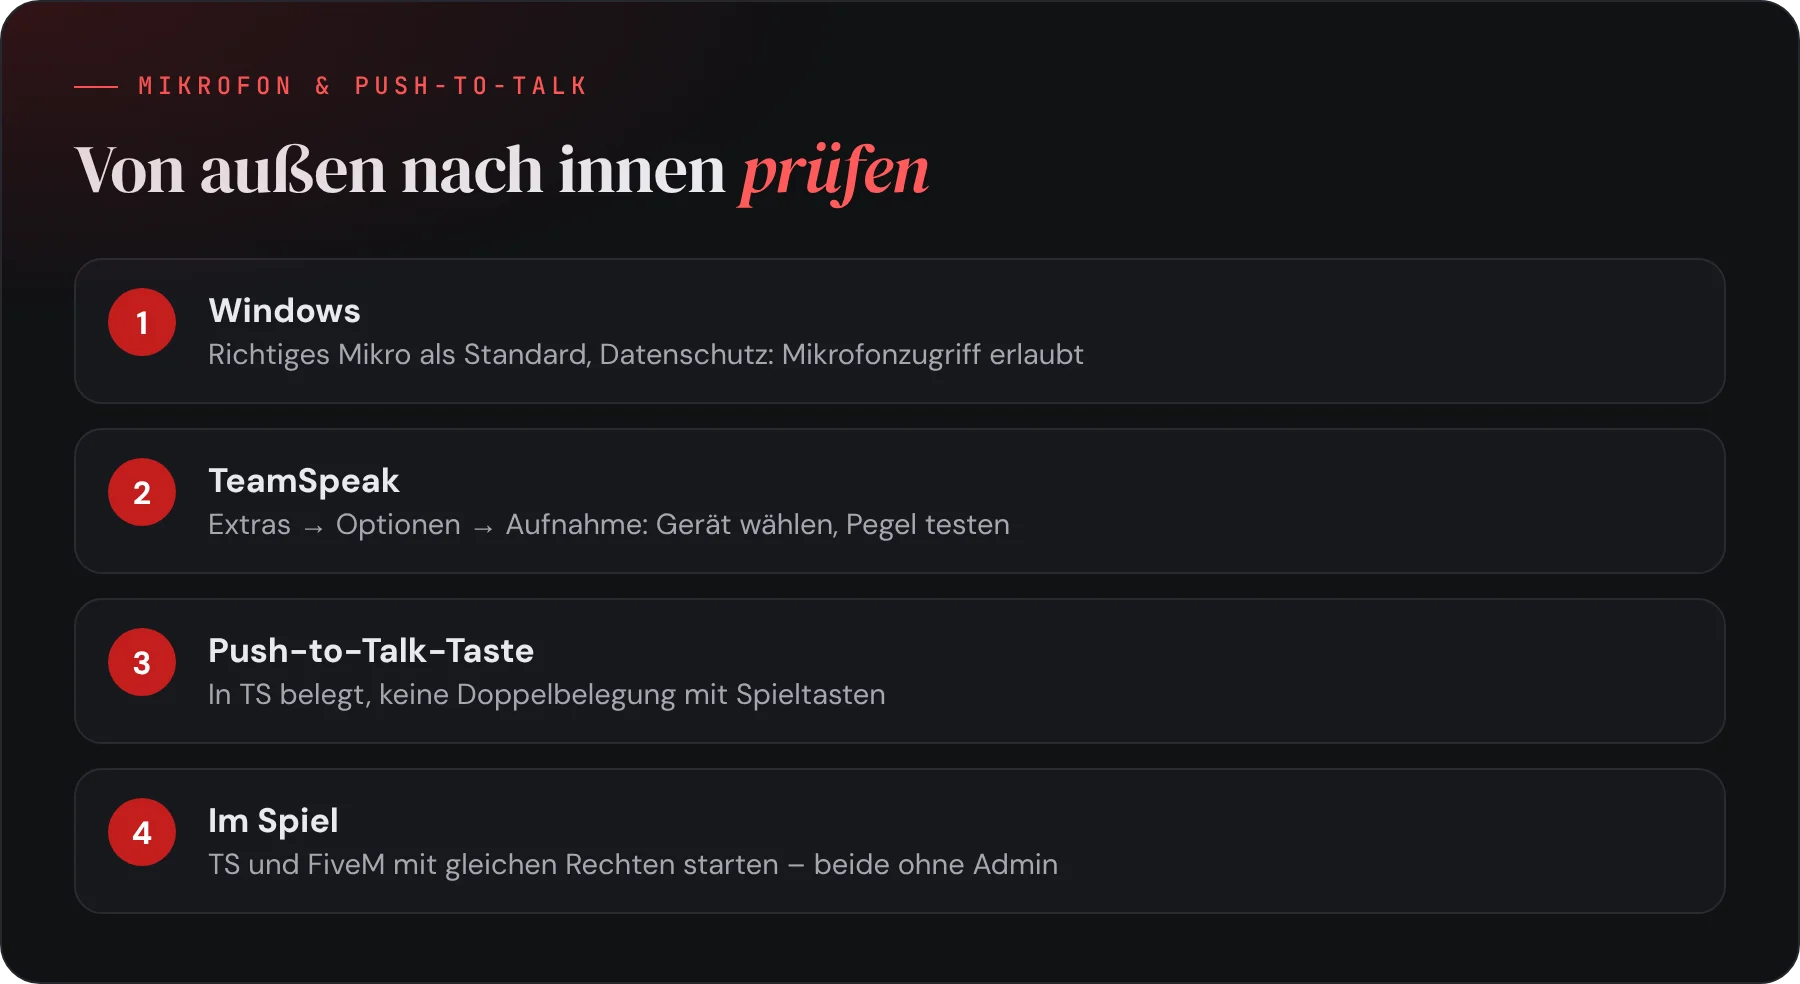 MIKROFON & PUSH-TO-TALK
Von außen nach innen prüfen
1
Windows
Richtiges Mikro als Standard, Datenschutz: Mikrofonzugriff erlaubt
2
TeamSpeak
Extras → Optionen → Aufnahme: Gerät wählen, Pegel testen
3
Push-to-Talk-Taste
In TS belegt, keine Doppelbelegung mit Spieltasten
4
Im Spiel
TS und FiveM mit gleichen Rechten starten – beide ohne Admin